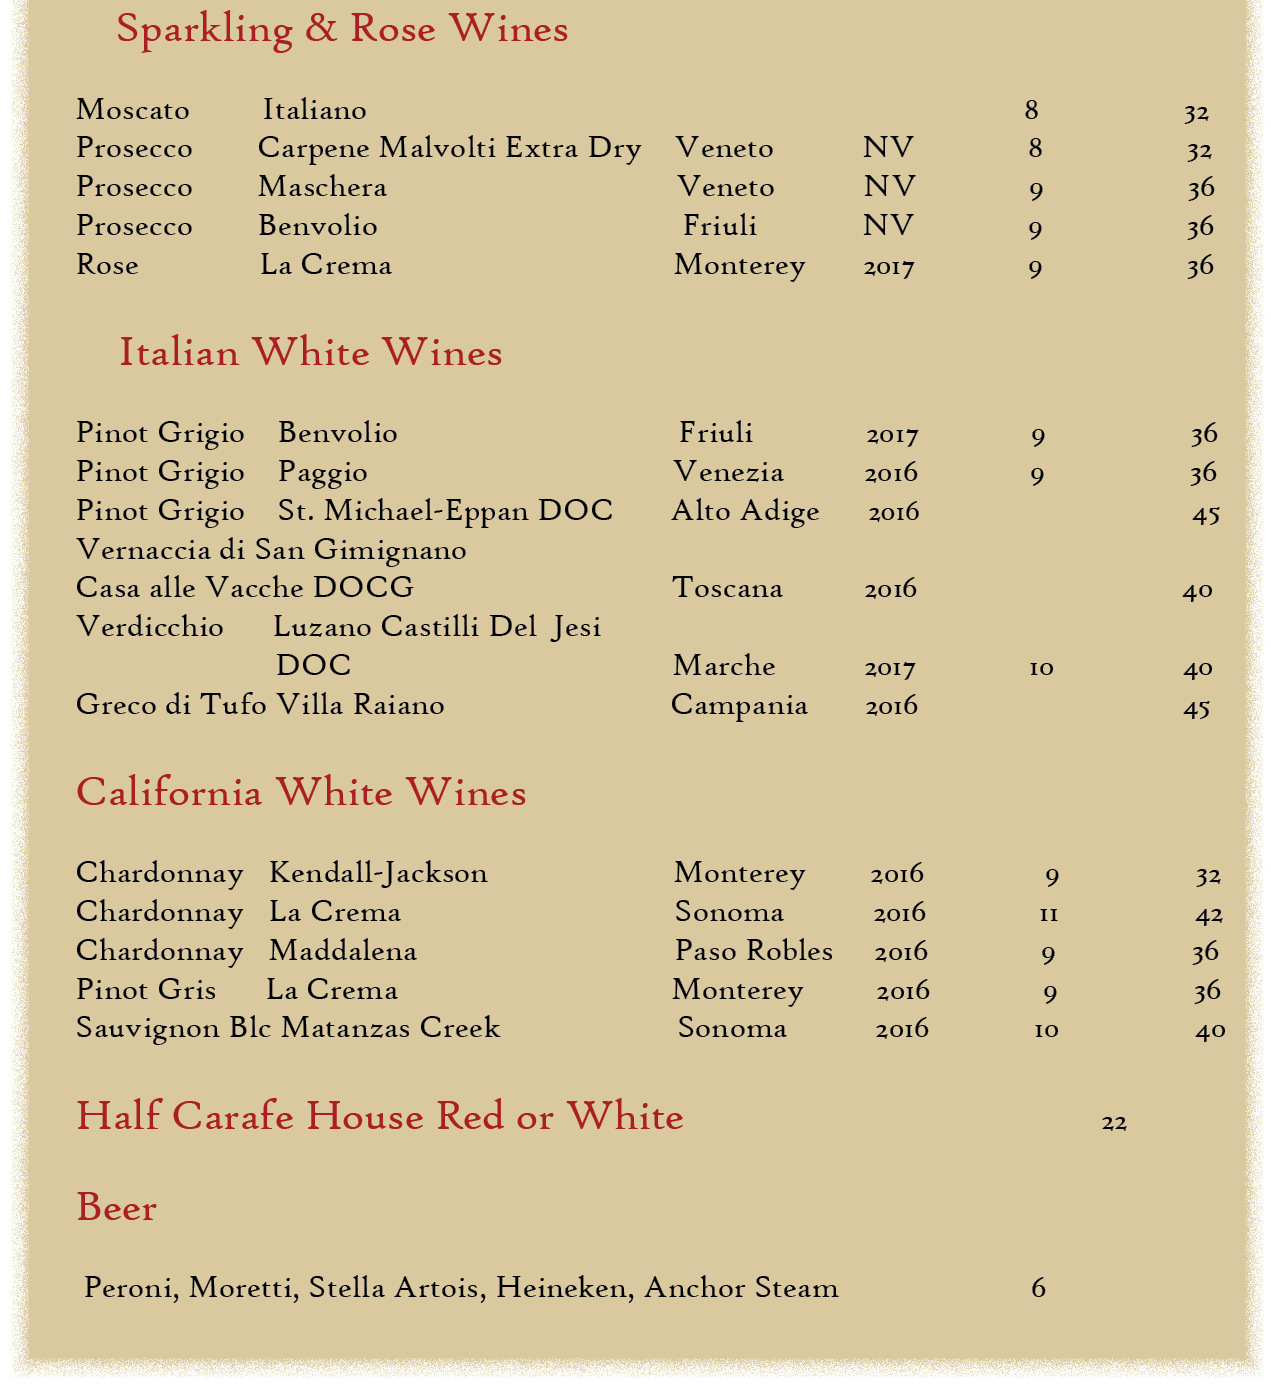 Sparkling & Rose Wines
Moscato Italiano 8 32
Prosecco Carpene Malvolti Extra Dry Veneto NV 8 32
Prosecco Maschera Veneto NV 9 36
Prosecco Benvolio Friuli NV 9 36
Rose La Crema Monterey 2017 9 36
Italian White Wines
Pinot Grigio Benvolio Friuli 2017 9 36
Pinot Grigio Paggio Venezia 2016 9 36
Pinot Grigio St. Michael-Eppan DOC Alto Adige 2016 45
Vernaccia di San Gimignano
Casa alle Vacche DOCG Toscana 2016 40
Verdicchio Luzano Castilli Del Jesi
DOC Marche 2017 10 40
Greco di Tufo Villa Raiano Campania 2016 45
California White Wines
Chardonnay Kendall-Jackson Monterey 2016 9 32
Chardonnay La Crema Sonoma 2016 11 42
Chardonnay Maddalena Paso Robles 2016 9 36
Pinot Gris La Crema Monterey 2016 9 36
Sauvignon Blc Matanzas Creek Sonoma 2016 10 40
Half Carafe House Red or White 22
Beer
Peroni, Moretti, Stella Artois, Heineken, Anchor Steam 6